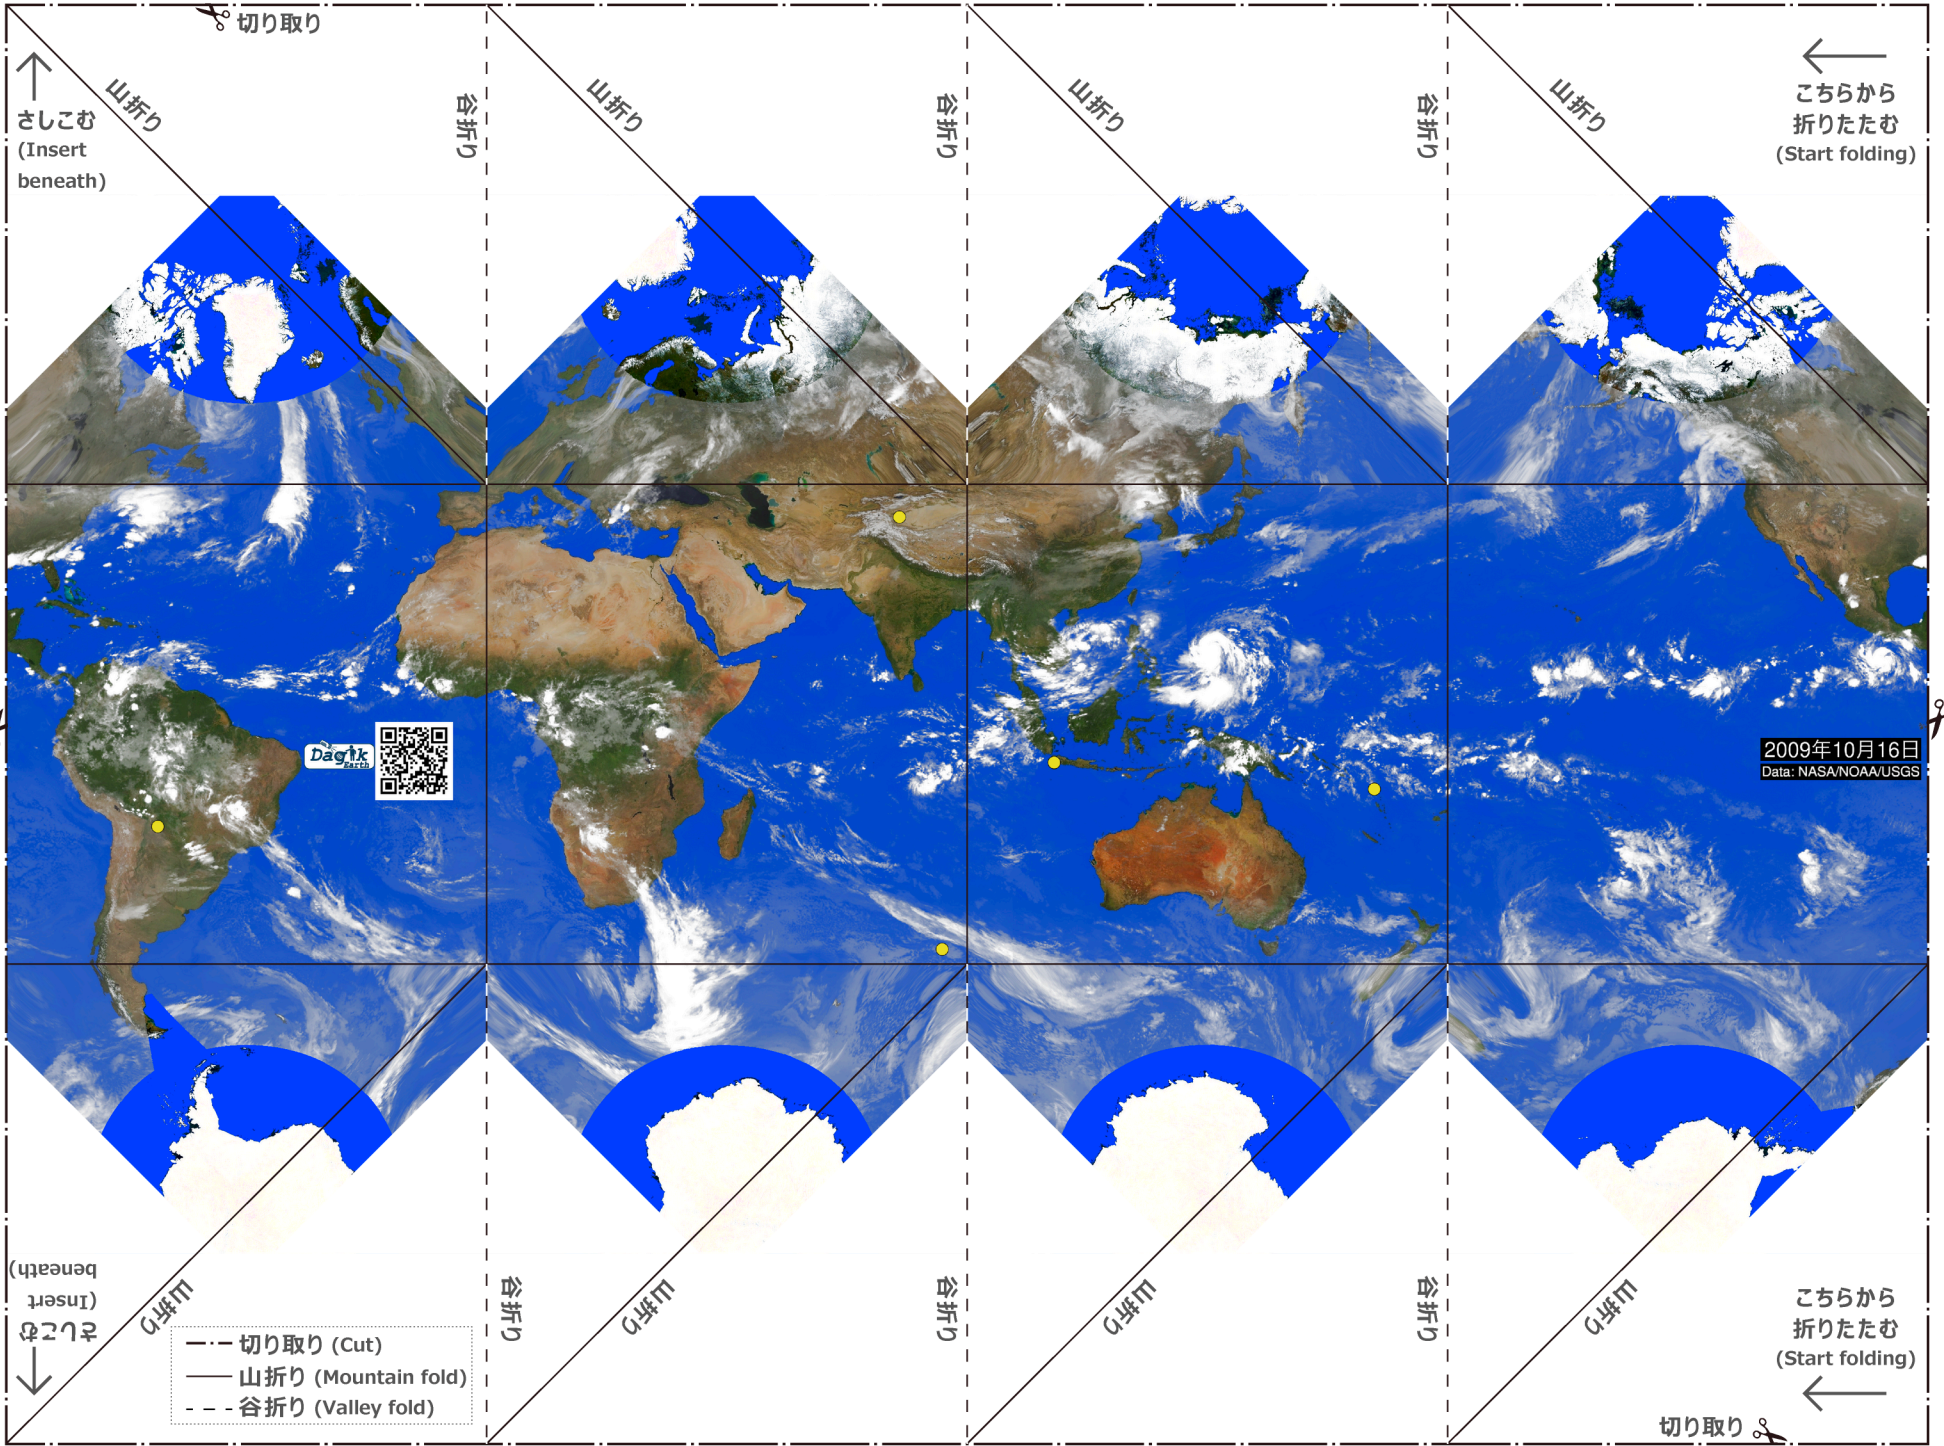 切り取り
さしこむ
(Insert
beneath)
山折り
谷折り
山折り
谷折り
山折り
谷折り
山折り
こちらから
折りたたむ
(Start folding)
Dagik
Earth
2009年10月16日
Data: NASA/NOAA/USGS
さしこむ
(Insert
beneath)
山折り
谷折り
山折り
谷折り
山折り
谷折り
山折り
こちらから
折りたたむ
(Start folding)
切り取り (Cut)
山折り (Mountain fold)
谷折り (Valley fold)
切り取り